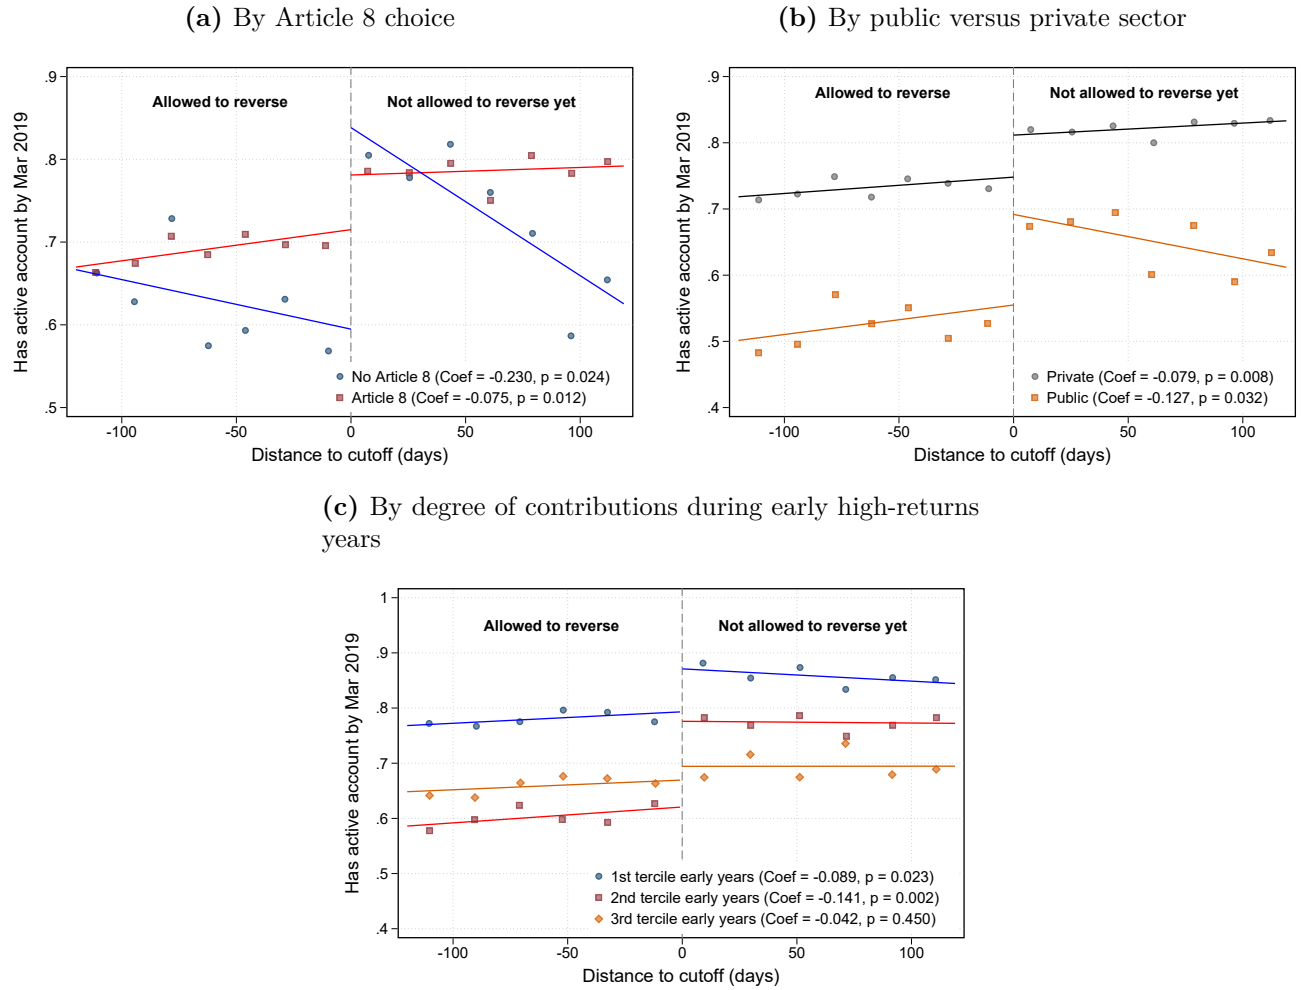 (a) By Article 8 choice
Has active account by Mar 2019
.9
.8
.7
.6
.5
Allowed to reverse
Not allowed to reverse yet
No Article 8 (Coef = -0.230, p = 0.024)
Article 8 (Coef = -0.075, p = 0.012)
-100 -50 0 50 100
Distance to cutoff (days)
(b) By public versus private sector
Has active account by Mar 2019
.9
.8
.7
.6
.5
.4
Allowed to reverse
Not allowed to reverse yet
Private (Coef = -0.079, p = 0.008)
Public (Coef = -0.127, p = 0.032)
-100 -50 0 50 100
Distance to cutoff (days)
(c) By degree of contributions during early high-returns
years
Has active account by Mar 2019
1
.9
.8
.7
.6
.5
.4
Allowed to reverse
Not allowed to reverse yet
1st tercile early years (Coef = -0.089, p = 0.023)
2nd tercile early years (Coef = -0.141, p = 0.002)
3rd tercile early years (Coef = -0.042, p = 0.450)
-100 -50 0 50 100
Distance to cutoff (days)